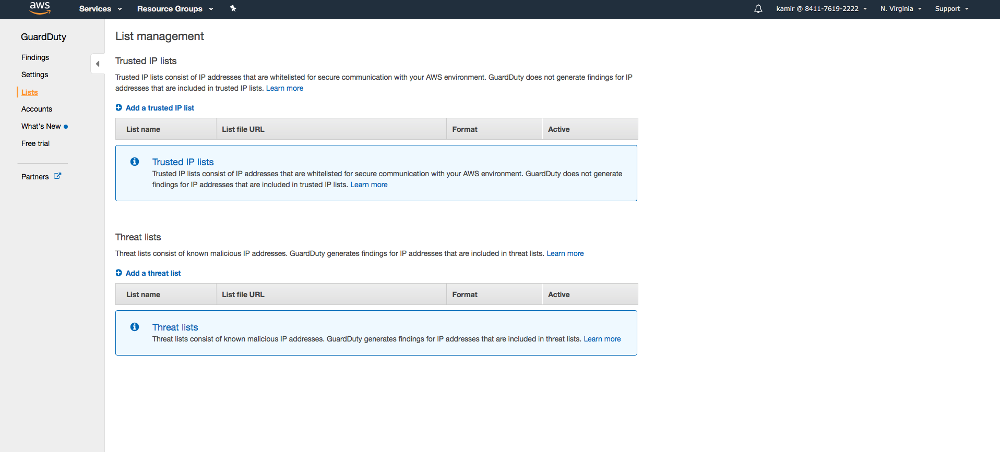 aws Services Resource Groups kamir @ 8411-7619-2222 N. Virginia Support
GuardDuty
Findings
Settings
Lists
Accounts
What's New
Free trial
Partners
List management
Trusted IP lists
Trusted IP lists consist of IP addresses that are whitelisted for secure communication with your AWS environment. GuardDuty does not generate findings for IP
addresses that are included in trusted IP lists. Learn more
Add a trusted IP list
List name List file URL Format Active
Trusted IP lists
Trusted IP lists consist of IP addresses that are whitelisted for secure communication with your AWS environment. GuardDuty does not generate
findings for IP addresses that are included in trusted IP lists. Learn more
Threat lists
Threat lists consist of known malicious IP addresses. GuardDuty generates findings for IP addresses that are included in threat lists. Learn more
Add a threat list
List name List file URL Format Active
Threat lists
Threat lists consist of known malicious IP addresses. GuardDuty generates findings for IP addresses that are included in threat lists. Learn more